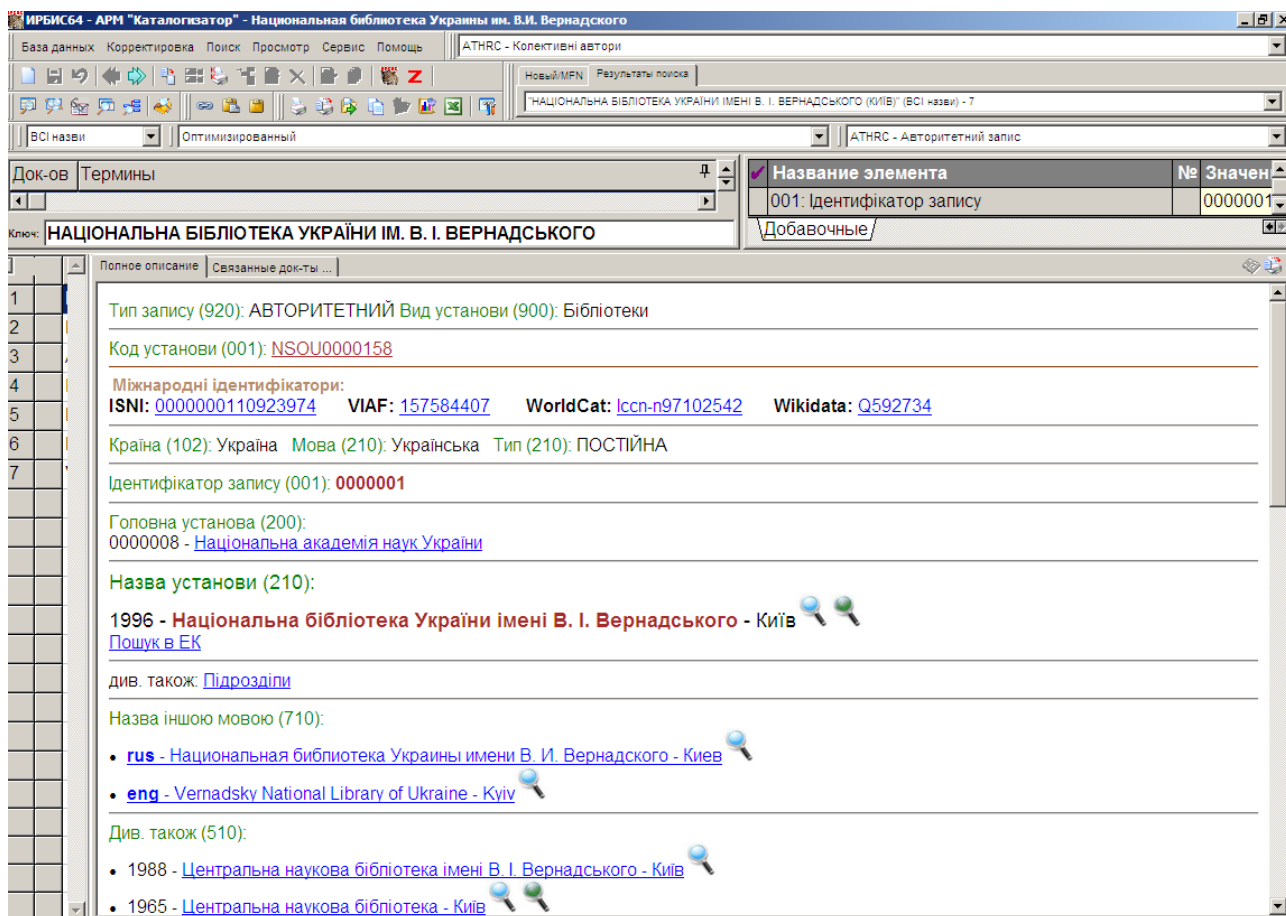 ИРБИС64 - АРМ "Каталогизатор" - Национальная библиотека Украины им. В.И. Вернадского
База данных Корректировка Поиск Просмотр Сервис Помощь
ATHRC - Колективні автори
Новый/MFN Результаты поиска
"НАЦІОНАЛЬНА БІБЛІОТЕКА УКРАЇНИ ІМЕНІ В. І. ВЕРНАДСЬКОГО (КИЇВ)" (ВСІ назви) - 7
ВСІ назви Оптимизированный ATHRC - Авторитетний запис
Док-ов Термины
Название элемента № Значен
001: Ідентифікатор запису 0000001
Ключ: НАЦІОНАЛЬНА БІБЛІОТЕКА УКРАЇНИ ІМ. В. І. ВЕРНАДСЬКОГО
Добавочные
Полное описание Связанные док-ты ...
1
2
3
4
5
6
7
Тип запису (920): АВТОРИТЕТНИЙ Вид установи (900): Бібліотеки
Код установи (001): NSOU0000158
Міжнародні ідентифікатори:
ISNI: 0000000110923974 VIAF: 157584407 WorldCat: lccn-n97102542 Wikidata: Q592734
Країна (102): Україна Мова (210): Українська Тип (210): ПОСТІЙНА
Ідентифікатор запису (001): 0000001
Головна установа (200):
0000008 - Національна академія наук України
Назва установи (210):
1996 - Національна бібліотека України імені В. І. Вернадського - Київ
Пошук в ЕК
див. також: Підрозділи
Назва іншою мовою (710):
• rus - Национальная библиотека Украины имени В. И. Вернадского - Киев
• eng - Vernadsky National Library of Ukraine - Kyiv
Див. також (510):
• 1988 - Центральна наукова бібліотека імені В. І. Вернадського - Київ
• 1965 - Центральна наукова бібліотека - Київ